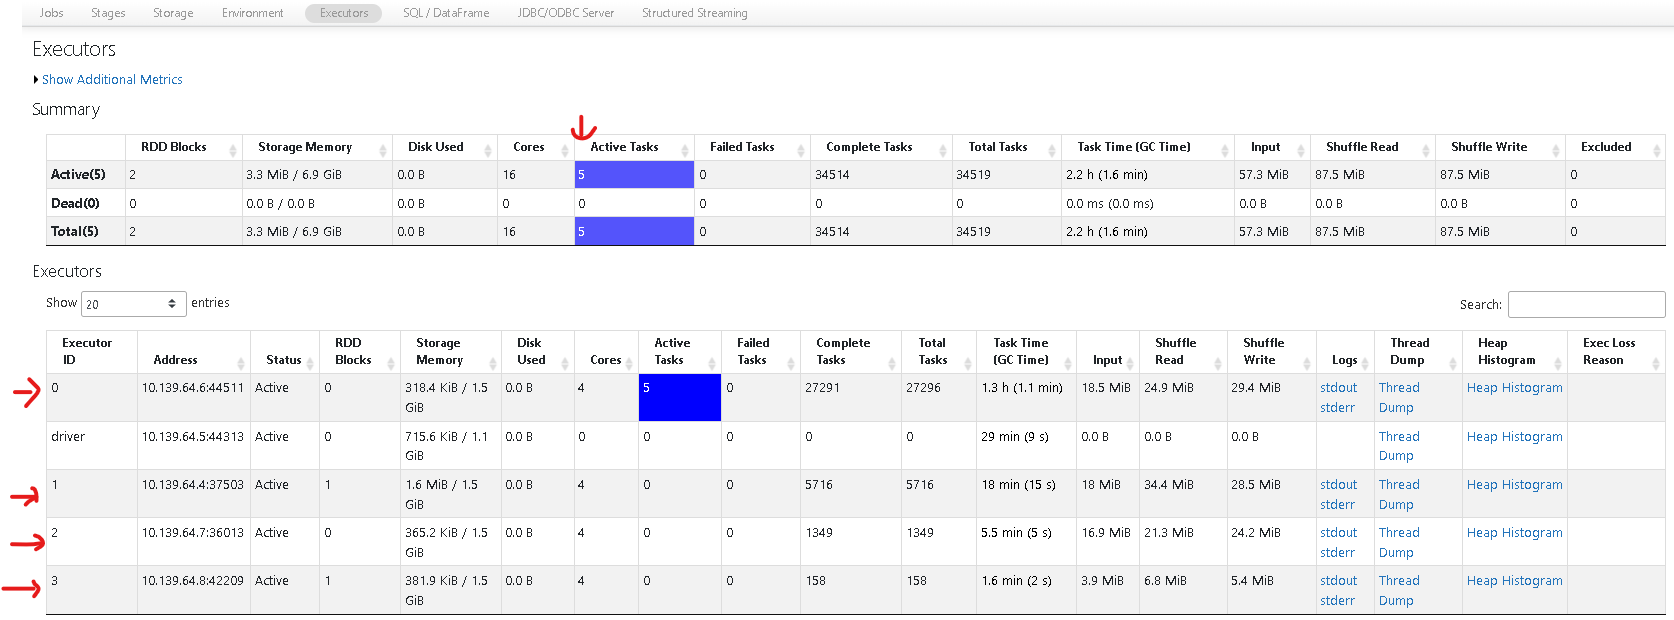 Jobs Stages Storage Environment Executors SQL / DataFrame JDBC/ODBC Server Structured Streaming
Executors
Show Additional Metrics
Summary
RDD Blocks Storage Memory Disk Used Cores Active Tasks Failed Tasks Complete Tasks Total Tasks Task Time (GC Time) Input Shuffle Read Shuffle Write Excluded
Active(5) 2 3.3 MiB / 6.9 GiB 0.0 B 16 5 0 34514 34519 2.2 h (1.6 min) 57.3 MiB 87.5 MiB 87.5 MiB 0
Dead(0) 0 0.0 B / 0.0 B 0.0 B 0 0 0 0 0 0.0 ms (0.0 ms) 0.0 B 0.0 B 0.0 B 0
Total(5) 2 3.3 MiB / 6.9 GiB 0.0 B 16 5 0 34514 34519 2.2 h (1.6 min) 57.3 MiB 87.5 MiB 87.5 MiB 0
Executors
Show 20 entries Search:
Executor RDD Storage Disk Active Failed Complete Total Task Time Shuffle Shuffle Thread Heap Exec Loss
ID Address Status Blocks Memory Used Cores Tasks Tasks Tasks Tasks (GC Time) Input Read Write Logs Dump Histogram Reason
0 10.139.64.6:44511 Active 0 318.4 KiB / 1.5 0.0 B 4 5 0 27291 27296 1.3 h (1.1 min) 18.5 MiB 24.9 MiB 29.4 MiB stdout Thread Heap Histogram
GiB stderr Dump
driver 10.139.64.5:44313 Active 0 715.6 KiB / 1.1 0.0 B 0 0 0 0 0 29 min (9 s) 0.0 B 0.0 B 0.0 B Thread Heap Histogram
GiB Dump
1 10.139.64.4:37503 Active 1 1.6 MiB / 1.5 0.0 B 4 0 0 5716 5716 18 min (15 s) 18 MiB 34.4 MiB 28.5 MiB stdout Thread Heap Histogram
GiB stderr Dump
2 10.139.64.7:36013 Active 0 365.2 KiB / 1.5 0.0 B 4 0 0 1349 1349 5.5 min (5 s) 16.9 MiB 21.3 MiB 24.2 MiB stdout Thread Heap Histogram
GiB stderr Dump
3 10.139.64.8:42209 Active 1 381.9 KiB / 1.5 0.0 B 4 0 0 158 158 1.6 min (2 s) 3.9 MiB 6.8 MiB 5.4 MiB stdout Thread Heap Histogram
GiB stderr Dump